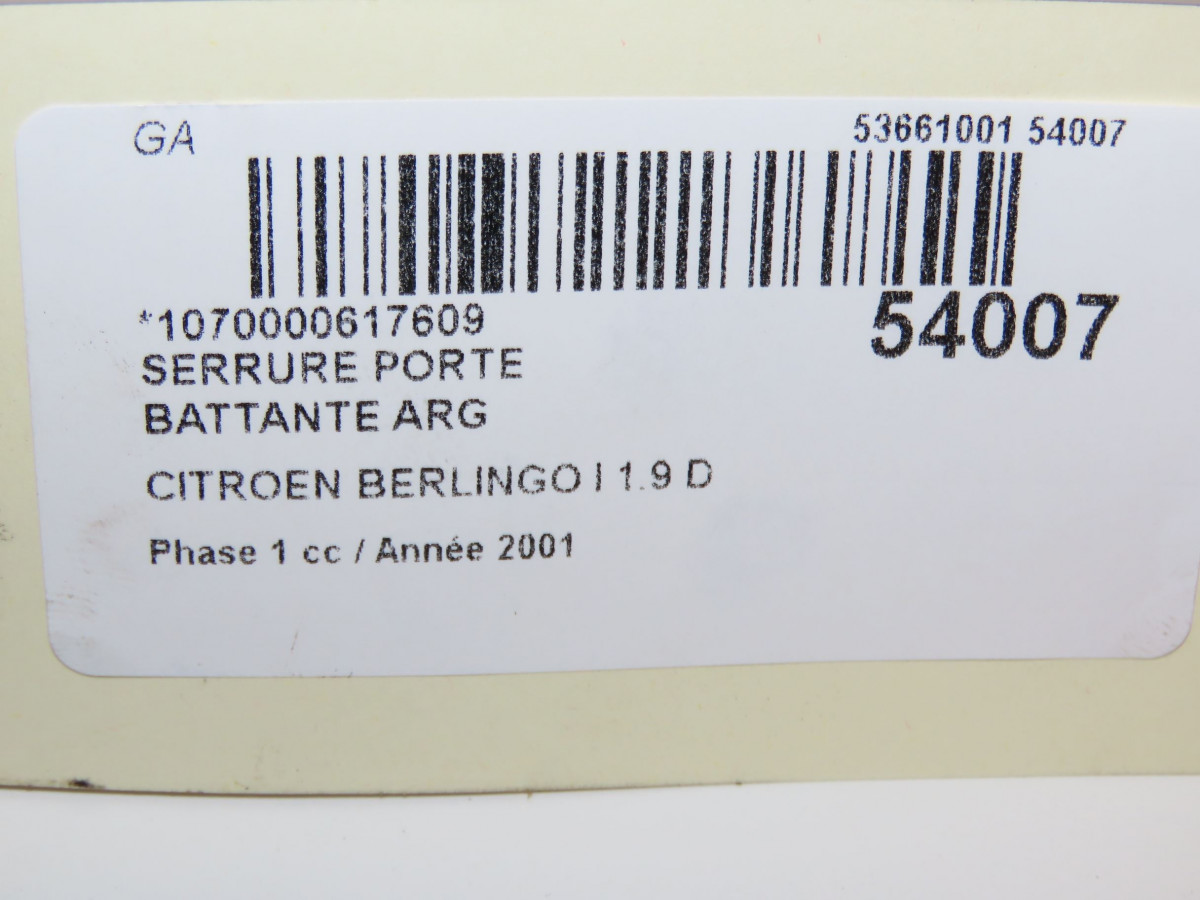 GA
53661001 54007
*1070000617609
54007
SERRURE PORTE
BATTANTE ARG
CITROEN BERLINGO I 1.9 D
Phase 1 cc / Année 2001